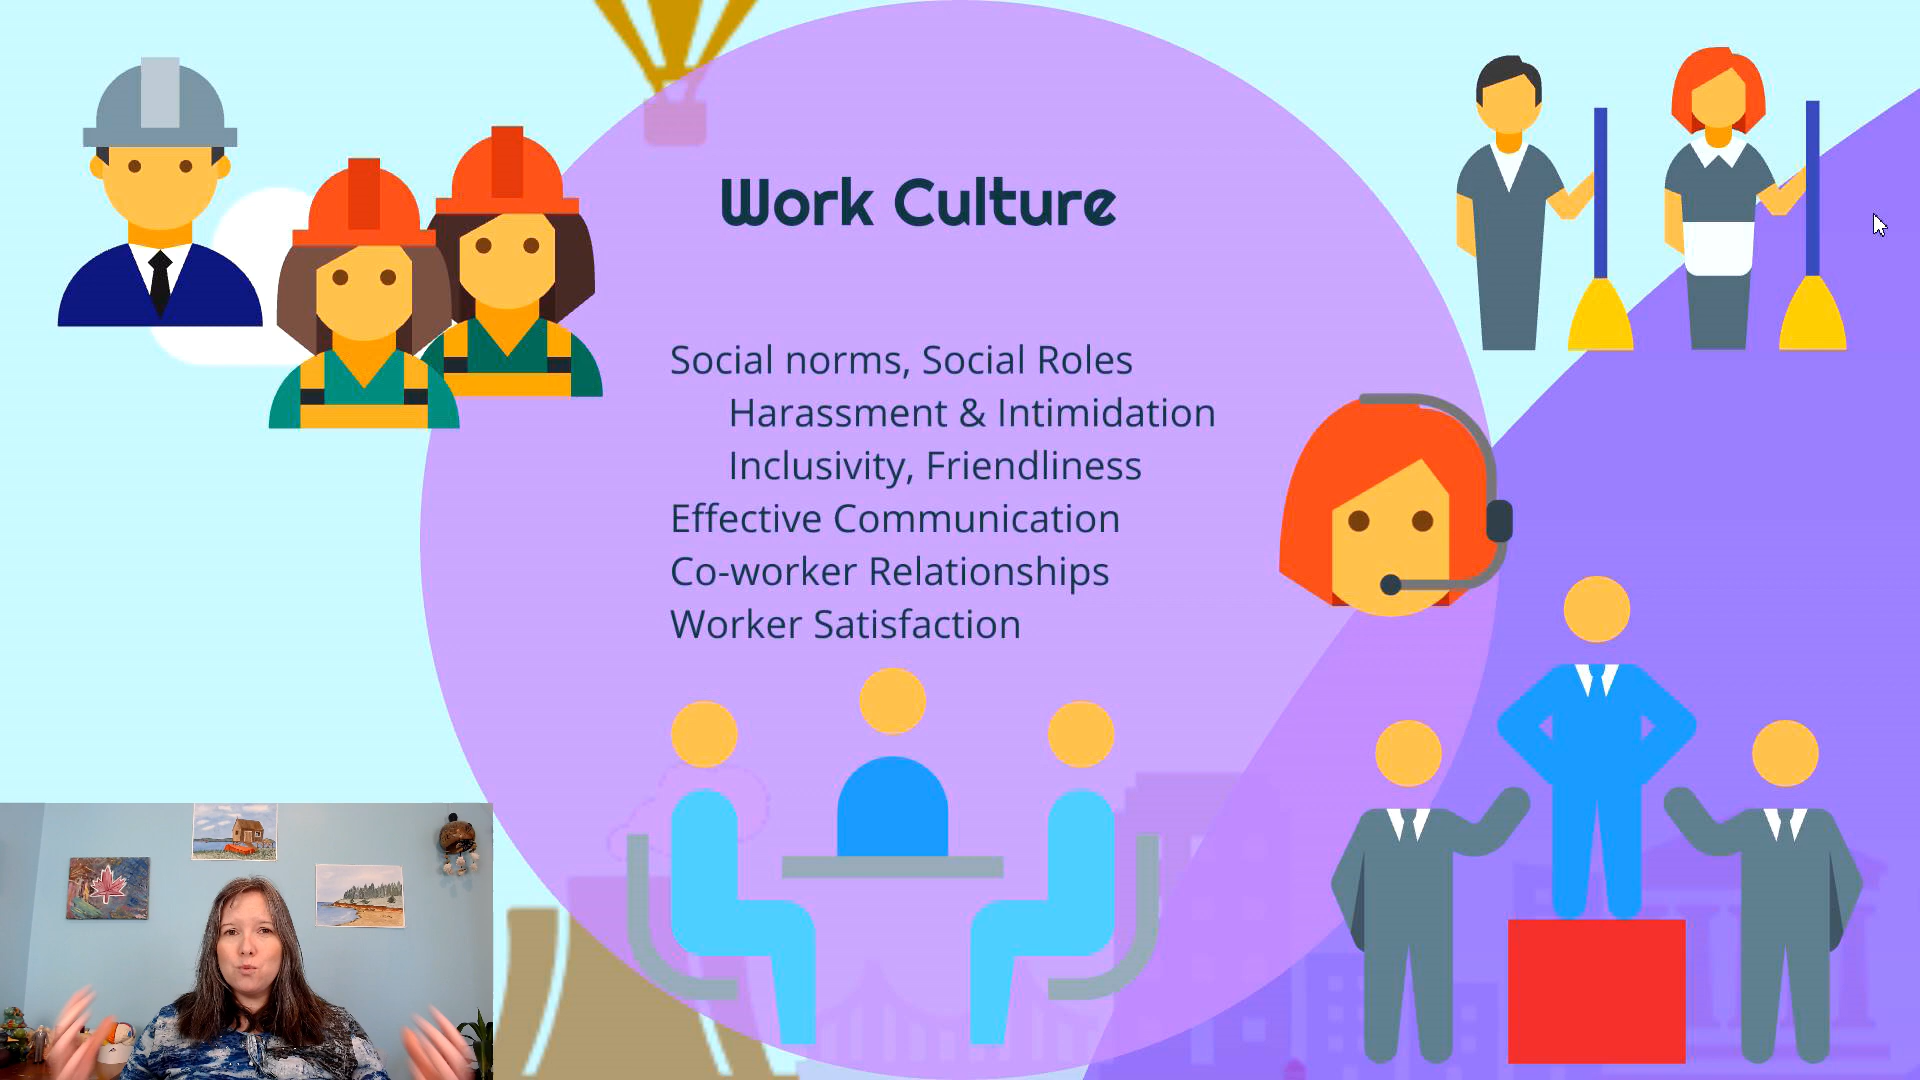 Work Culture
Social norms, Social Roles
Harassment & Intimidation
Inclusivity, Friendliness
Effective Communication
Co-worker Relationships
Worker Satisfaction